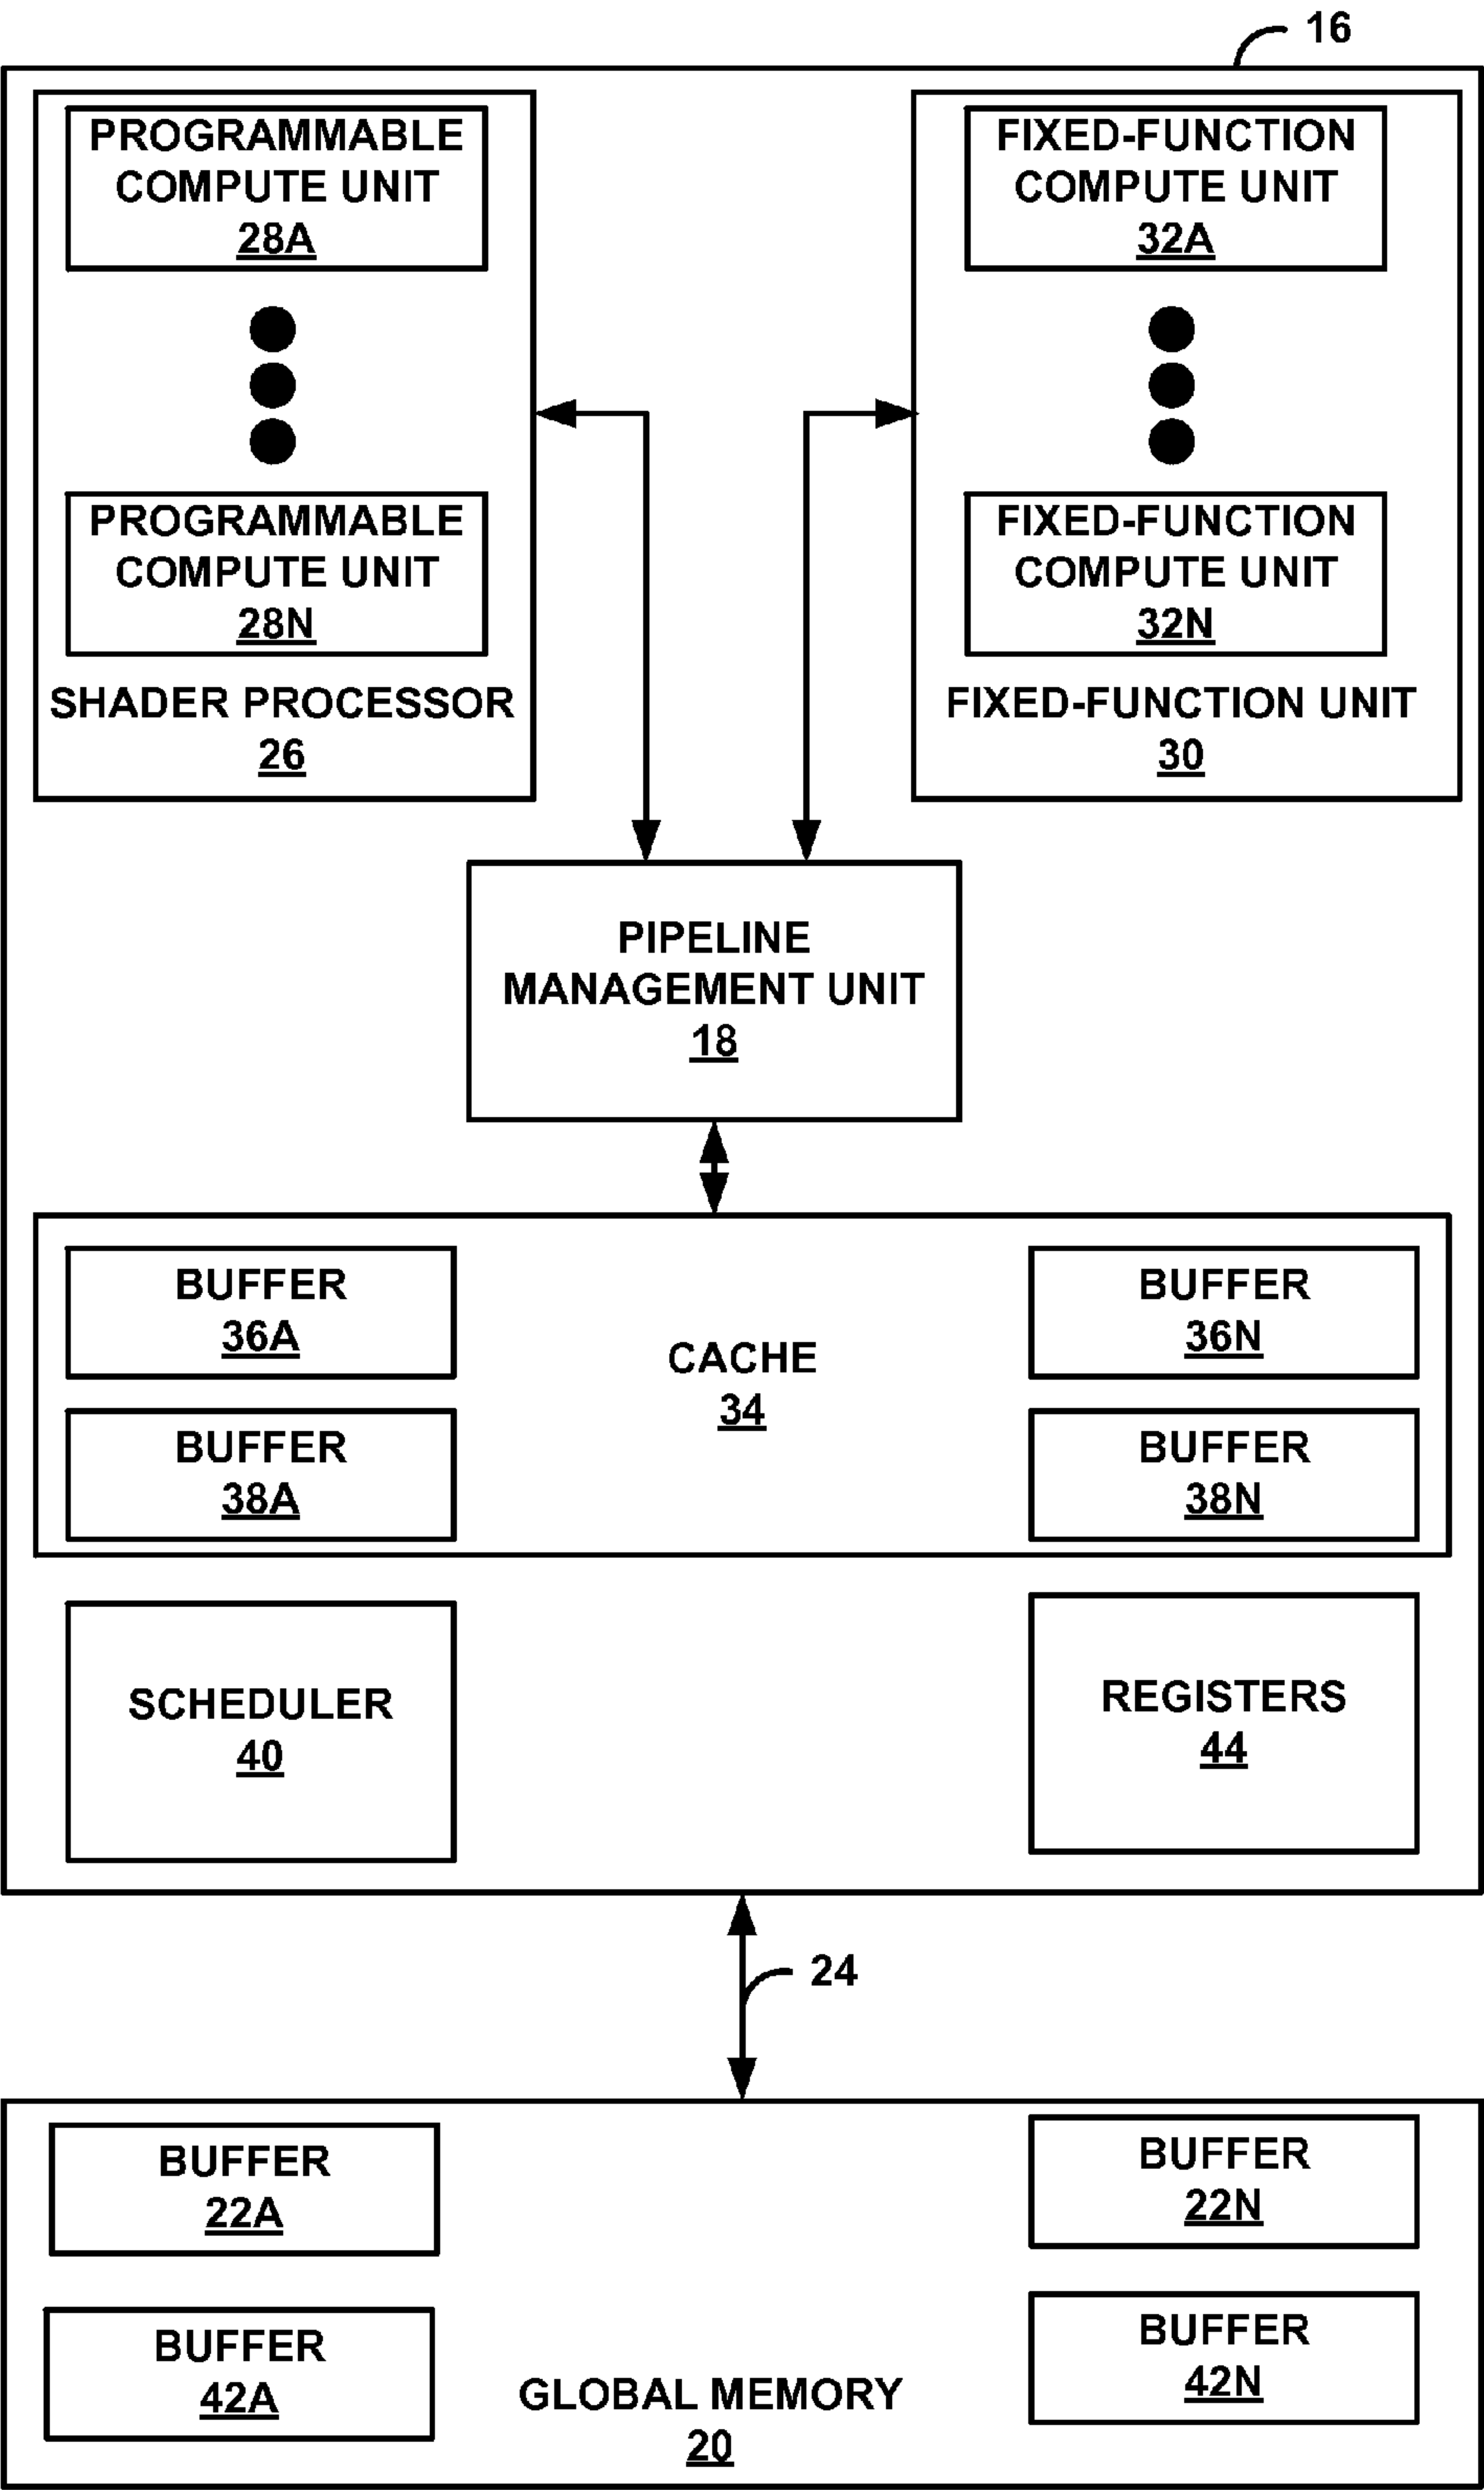 16
PROGRAMMABLE
COMPUTE UNIT
28A
PROGRAMMABLE
COMPUTE UNIT
28N
SHADER PROCESSOR
26
FIXED-FUNCTION
COMPUTE UNIT
32A
FIXED-FUNCTION
COMPUTE UNIT
32N
FIXED-FUNCTION UNIT
30
PIPELINE
MANAGEMENT UNIT
18
BUFFER
36A
BUFFER
38A
CACHE
34
BUFFER
36N
BUFFER
38N
SCHEDULER
40
REGISTERS
44
24
BUFFER
22A
BUFFER
42A
GLOBAL MEMORY
20
BUFFER
22N
BUFFER
42N